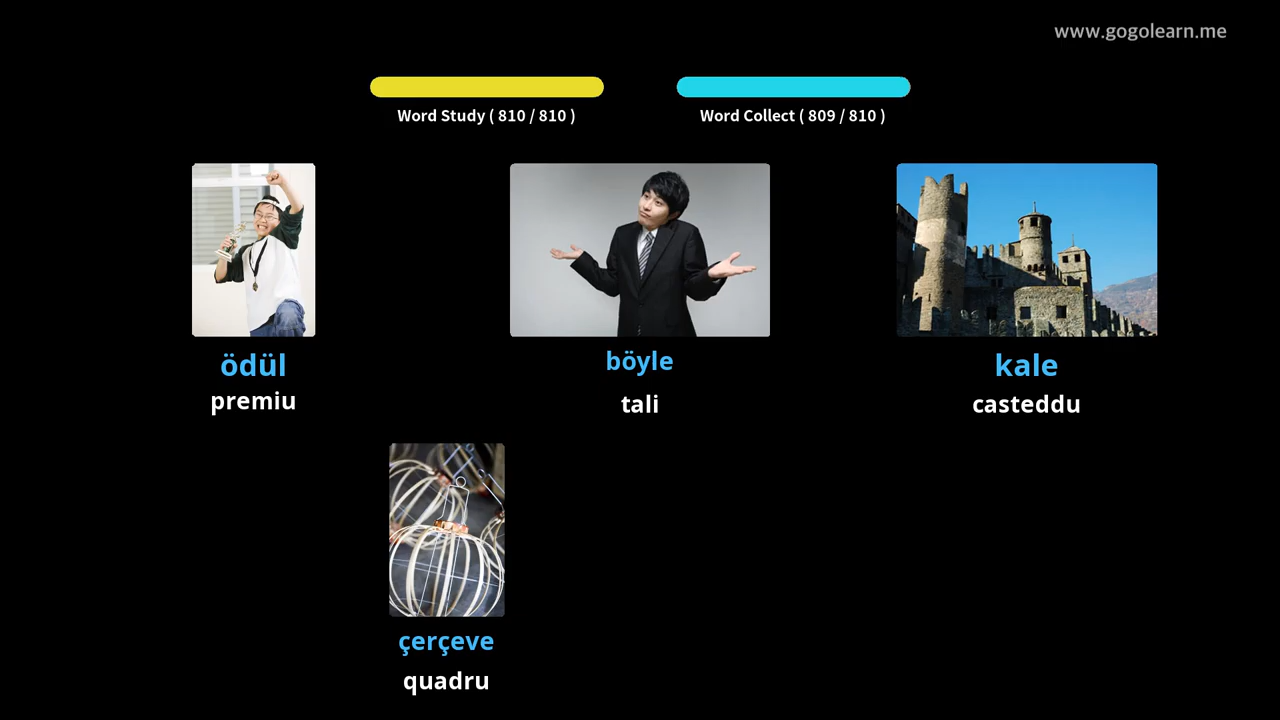 www.gogolearn.me
Word Study ( 810 / 810 )
Word Collect ( 809 / 810 )
ödül
premiu
böyle
tali
kale
casteddu
çerçeve
quadru